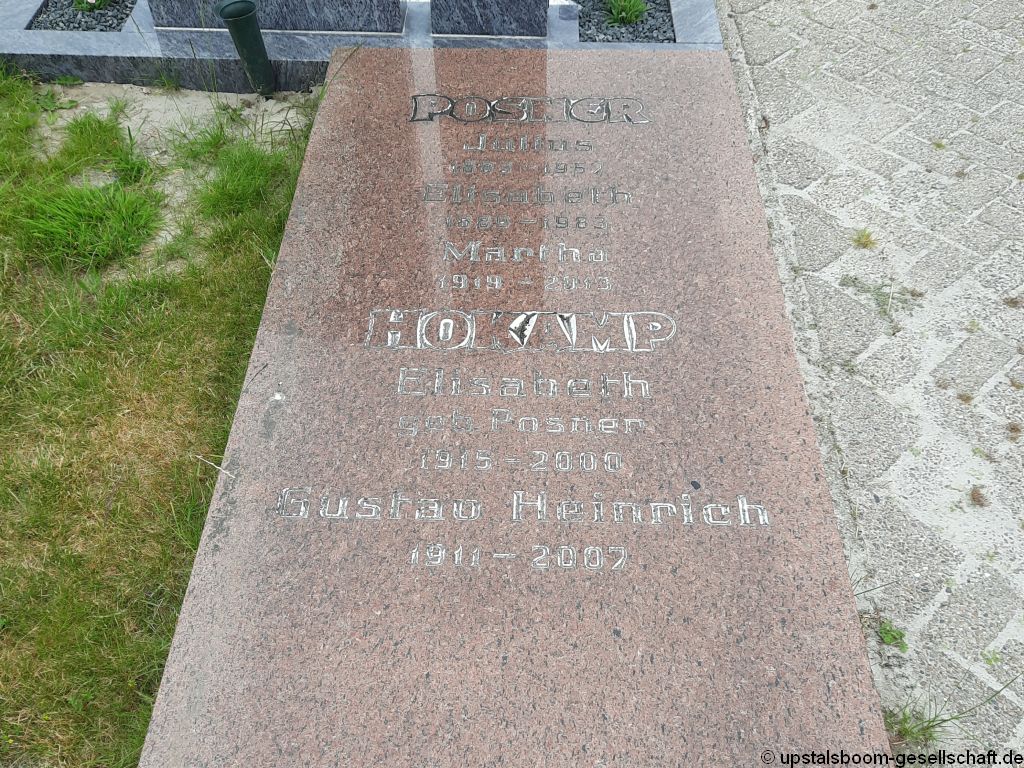 POSNER
Julius
Elisabeth
Martha
1919 – 2013
HOKAMP
Elisabeth
geb. Posner
1915 – 2000
Gustav Heinrich
1911 – 2007
© upstalsboom-gesellschaft.de